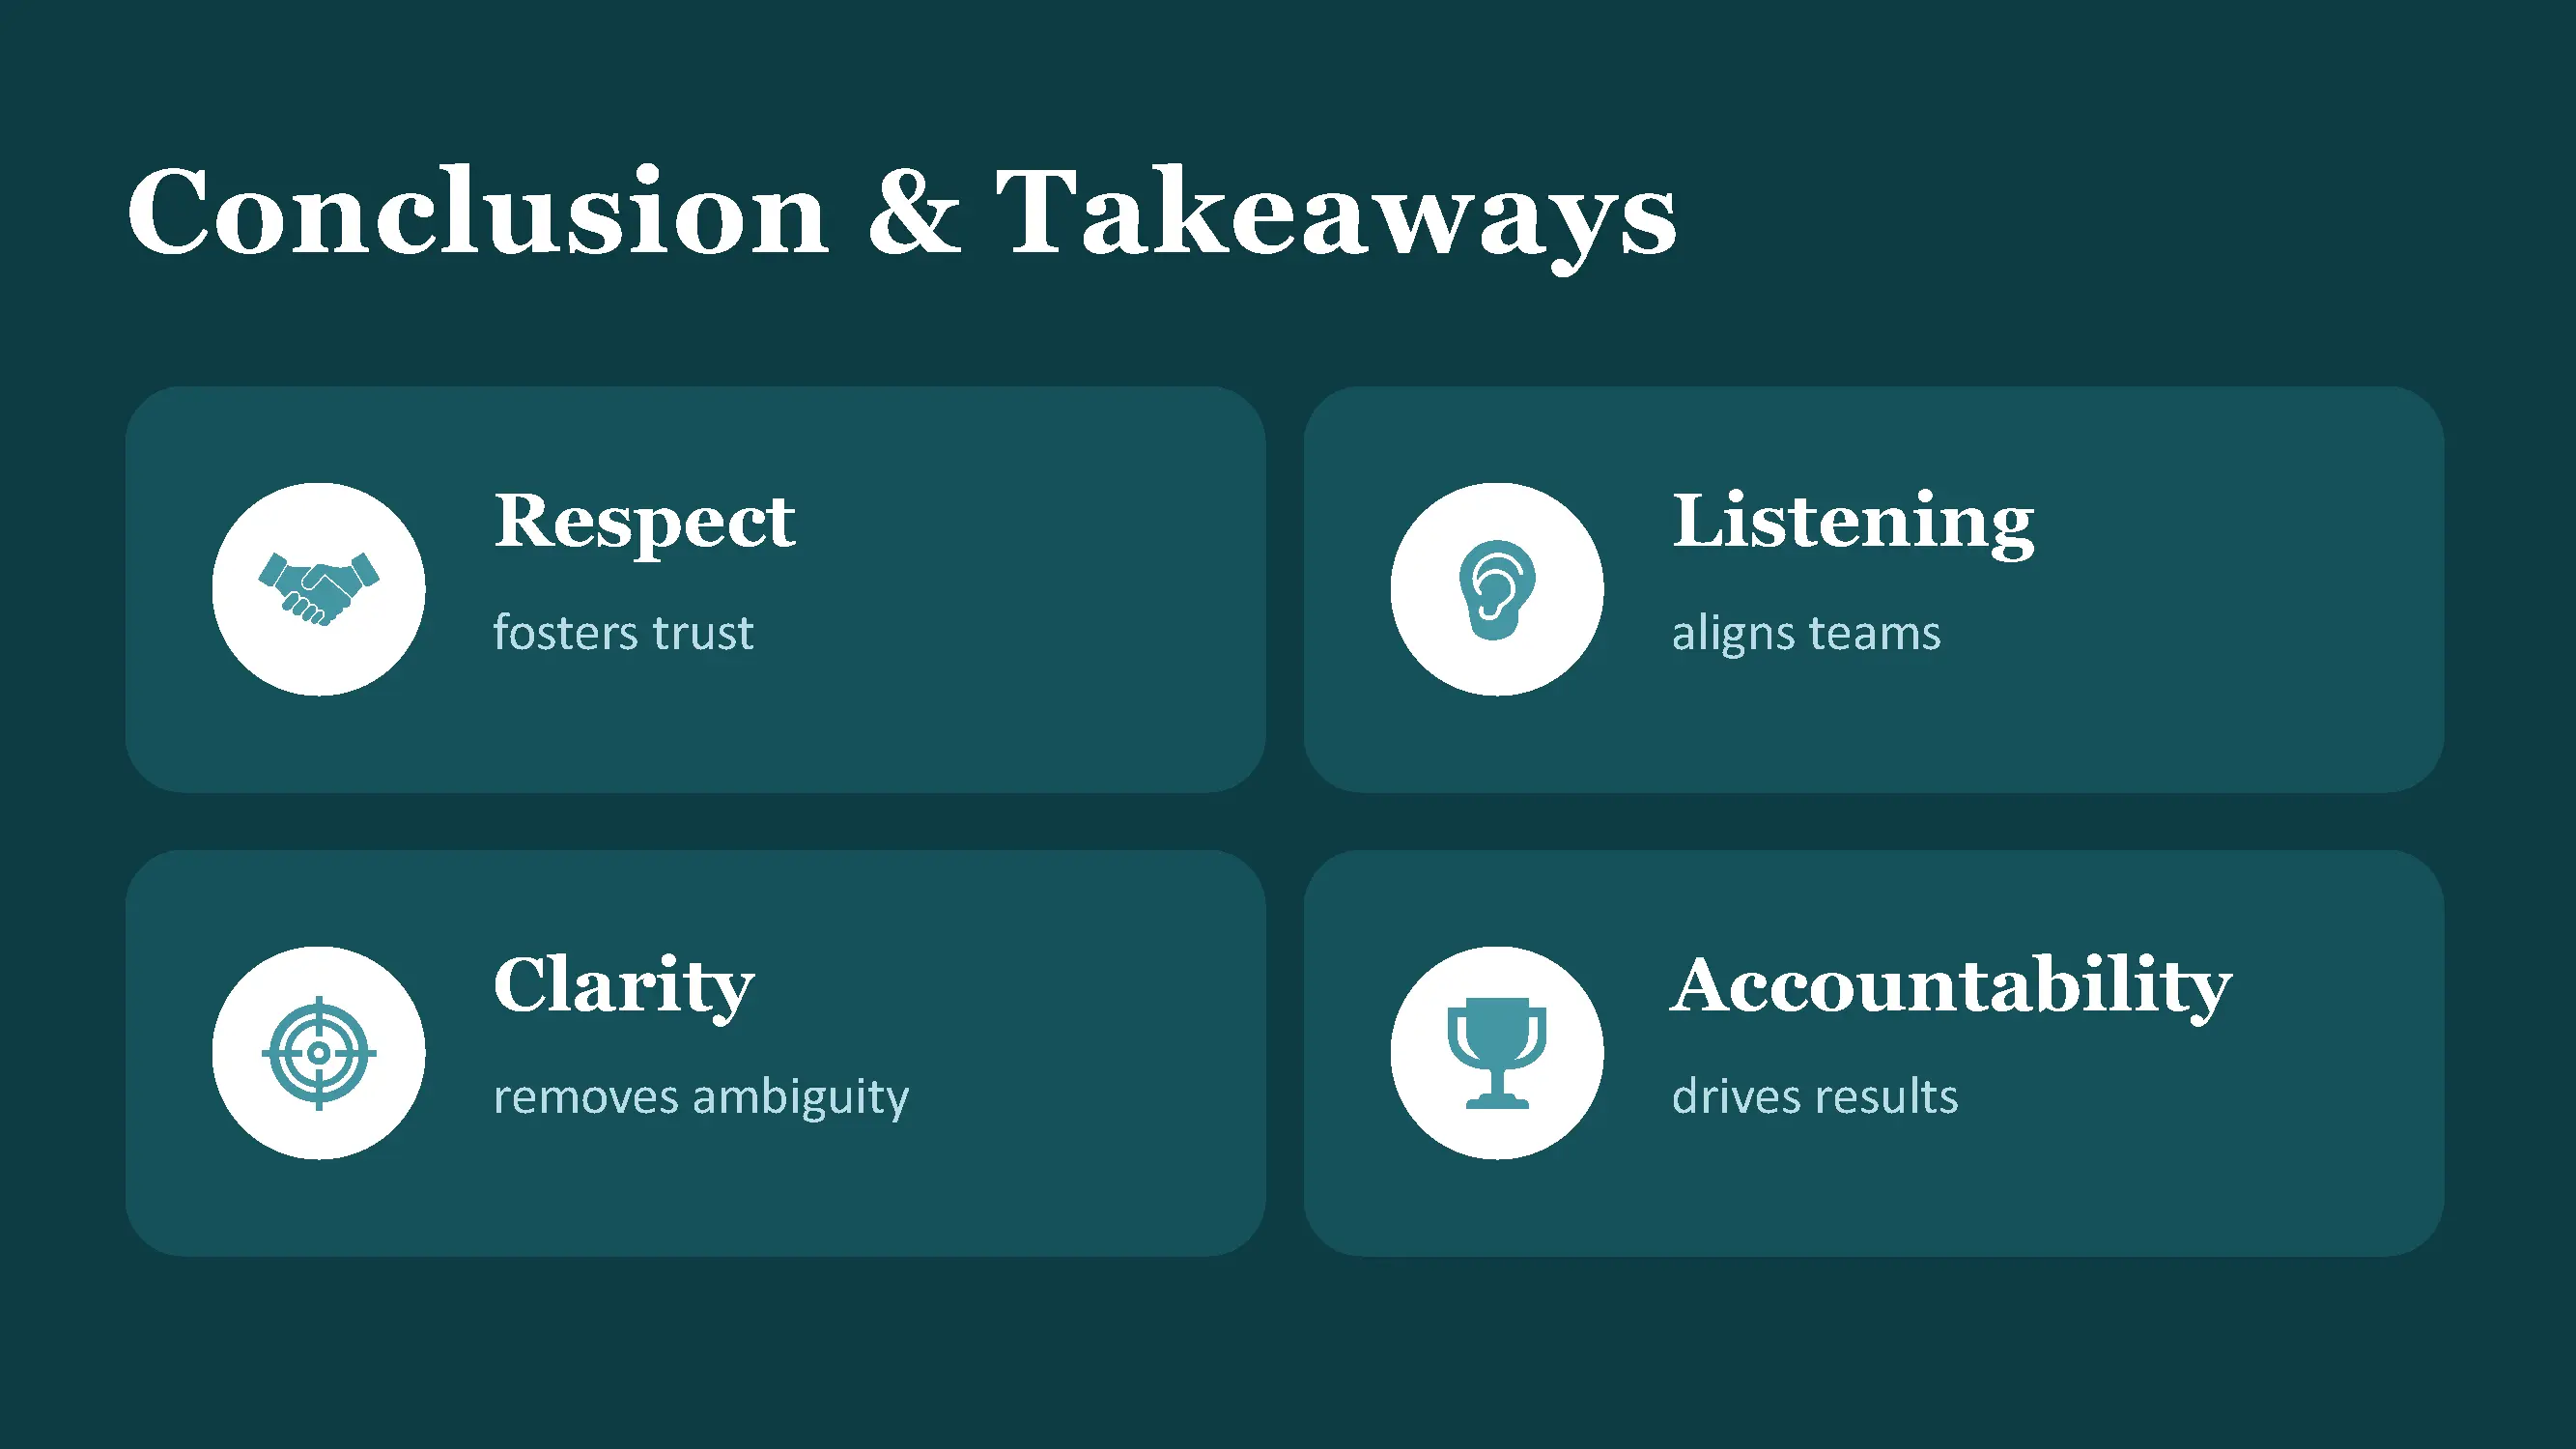 Conclusion & Takeaways
Respect
fosters trust
Listening
aligns teams
Clarity
removes ambiguity
Accountability
drives results